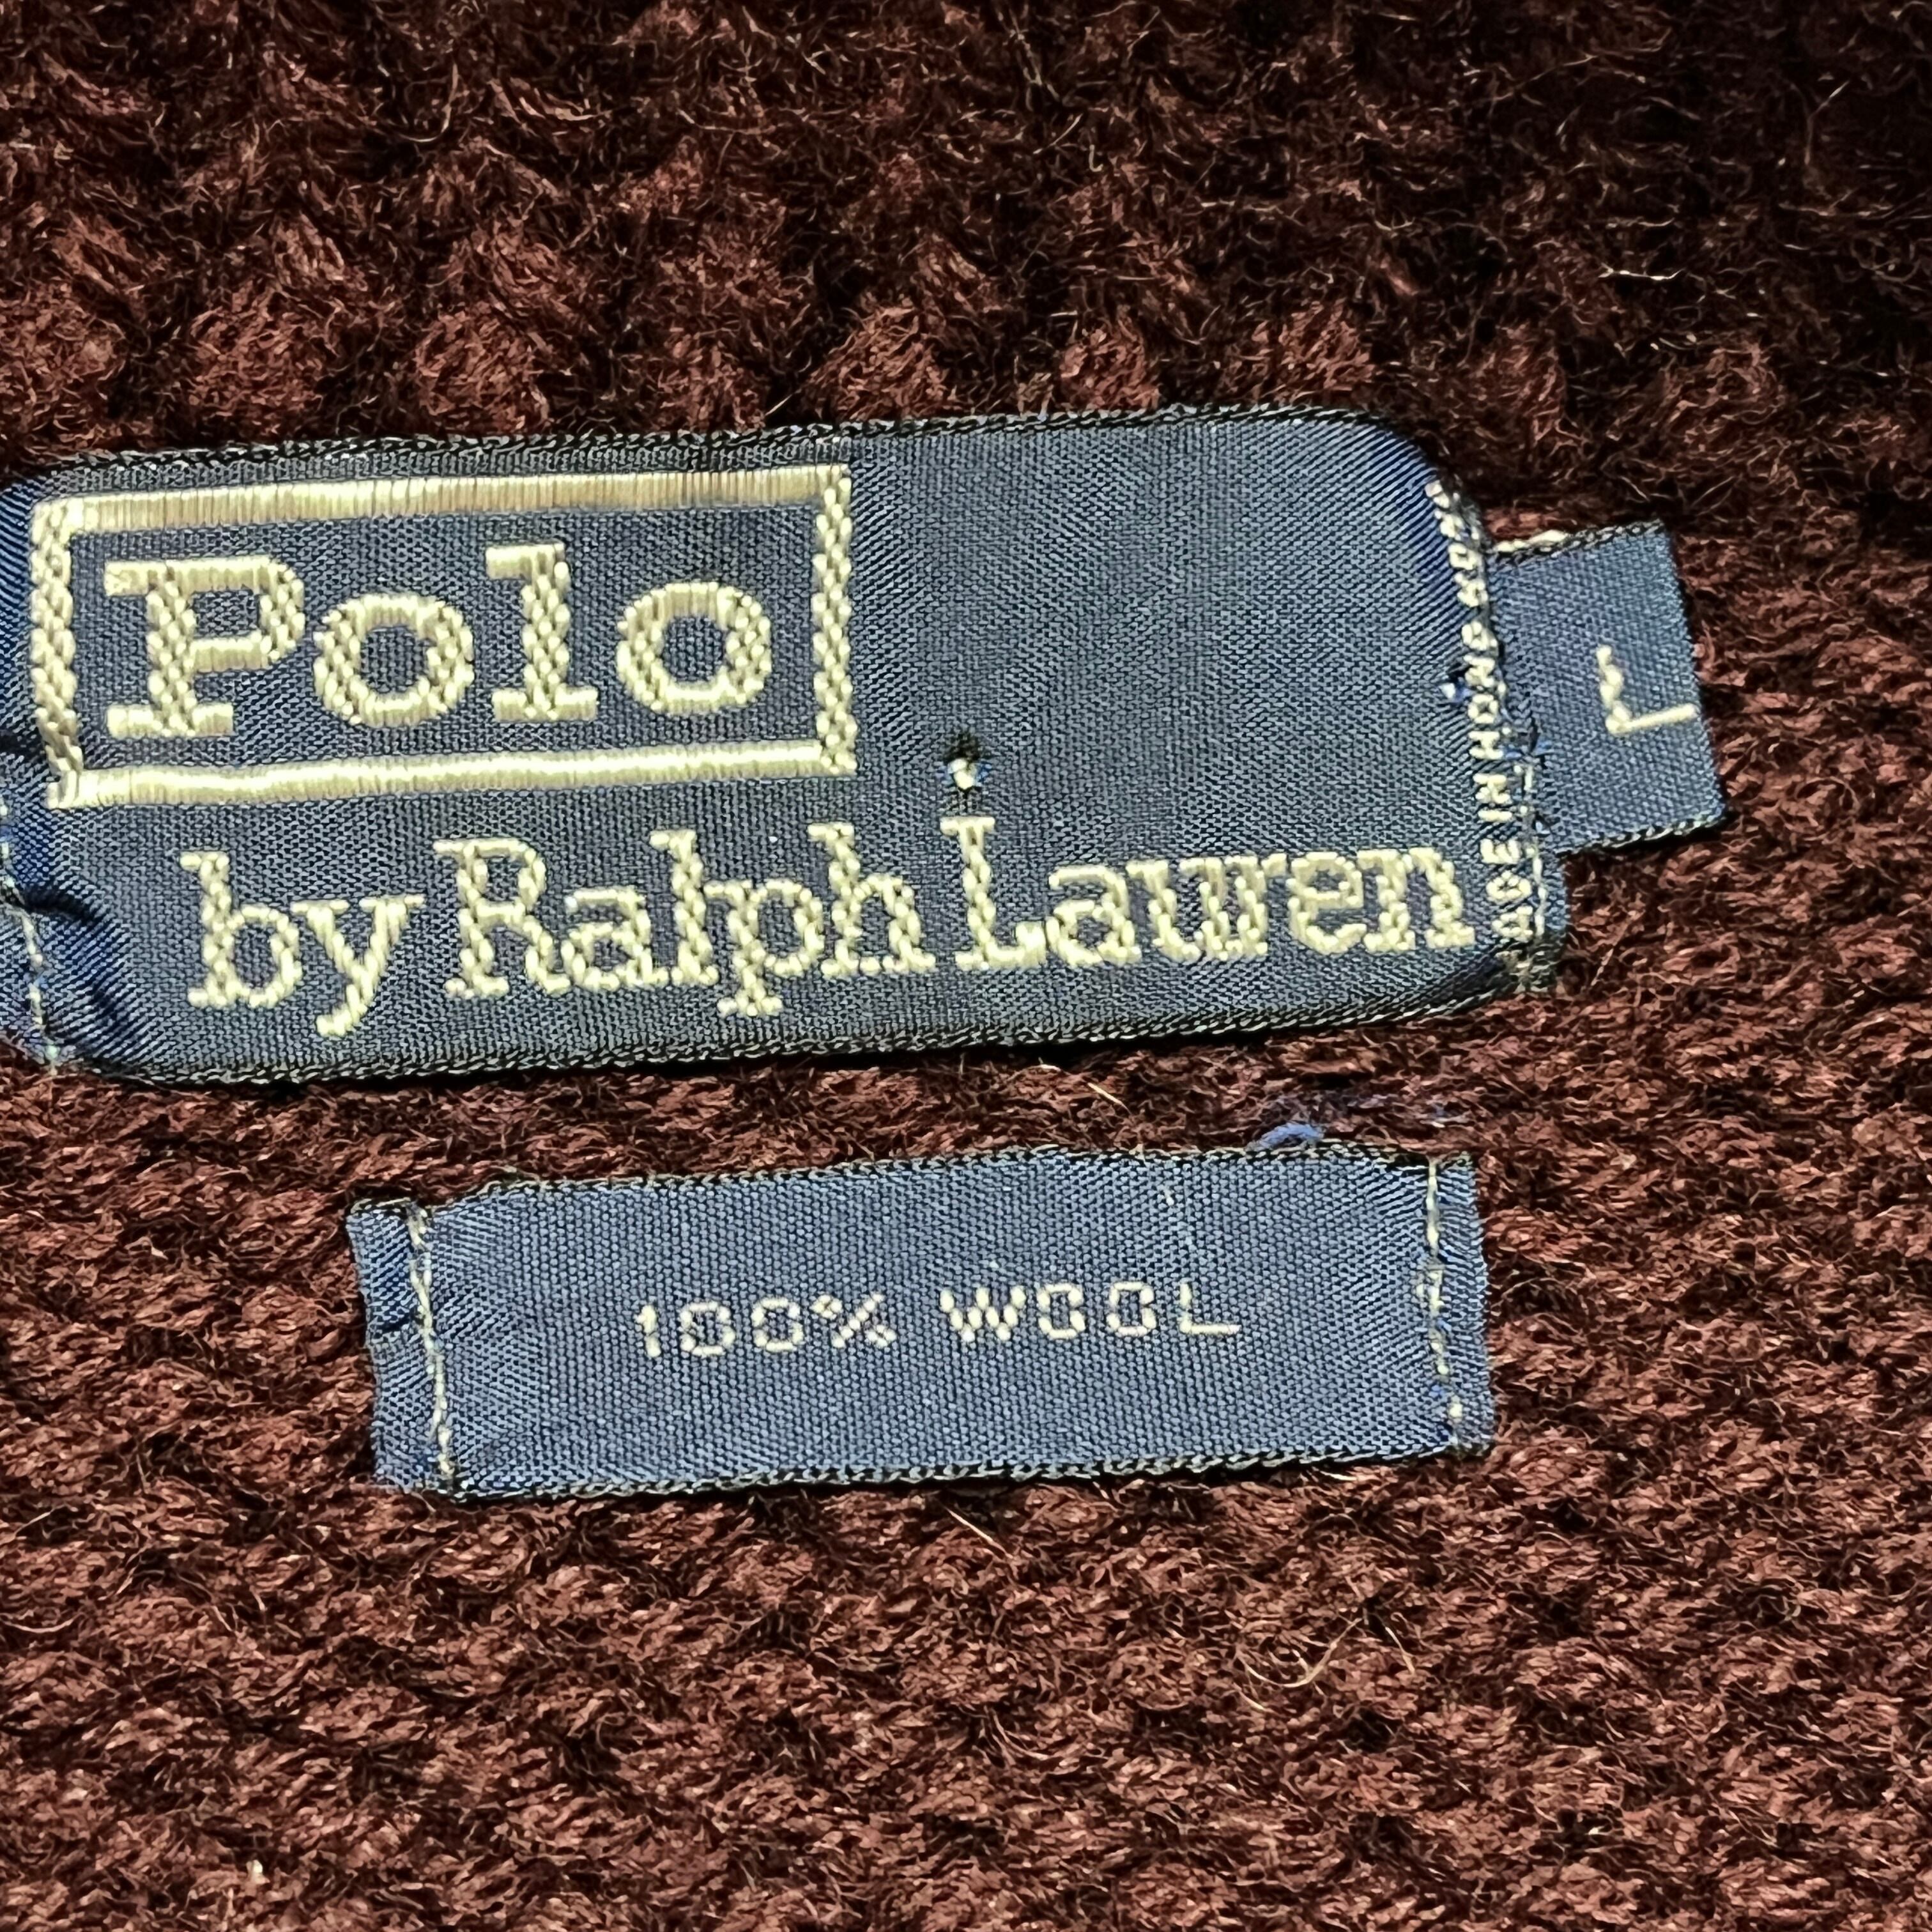 Polo
by Ralph Lauren
MADE IN HONG KONG
L
100% WOOL